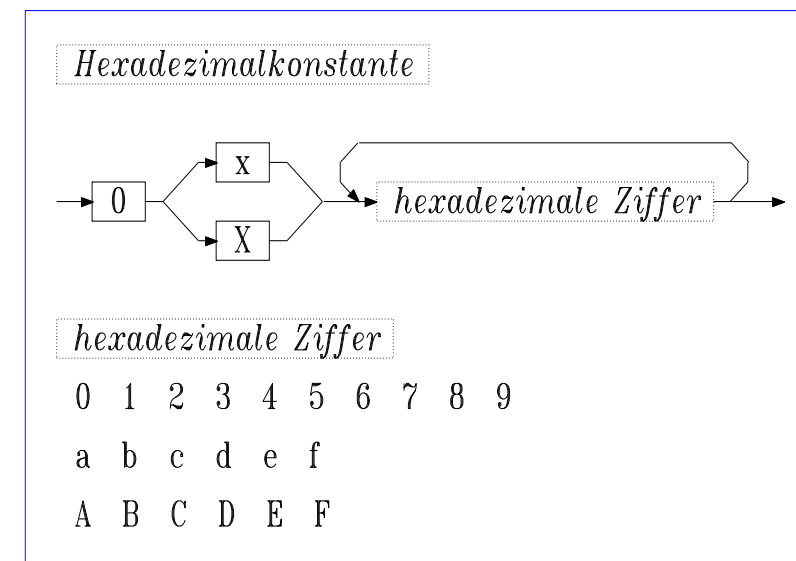 Hexadezimalkonstante
x
0 hexadezimale Ziffer
X
hexadezimale Ziffer
0 1 2 3 4 5 6 7 8 9
a b c d e f
A B C D E F